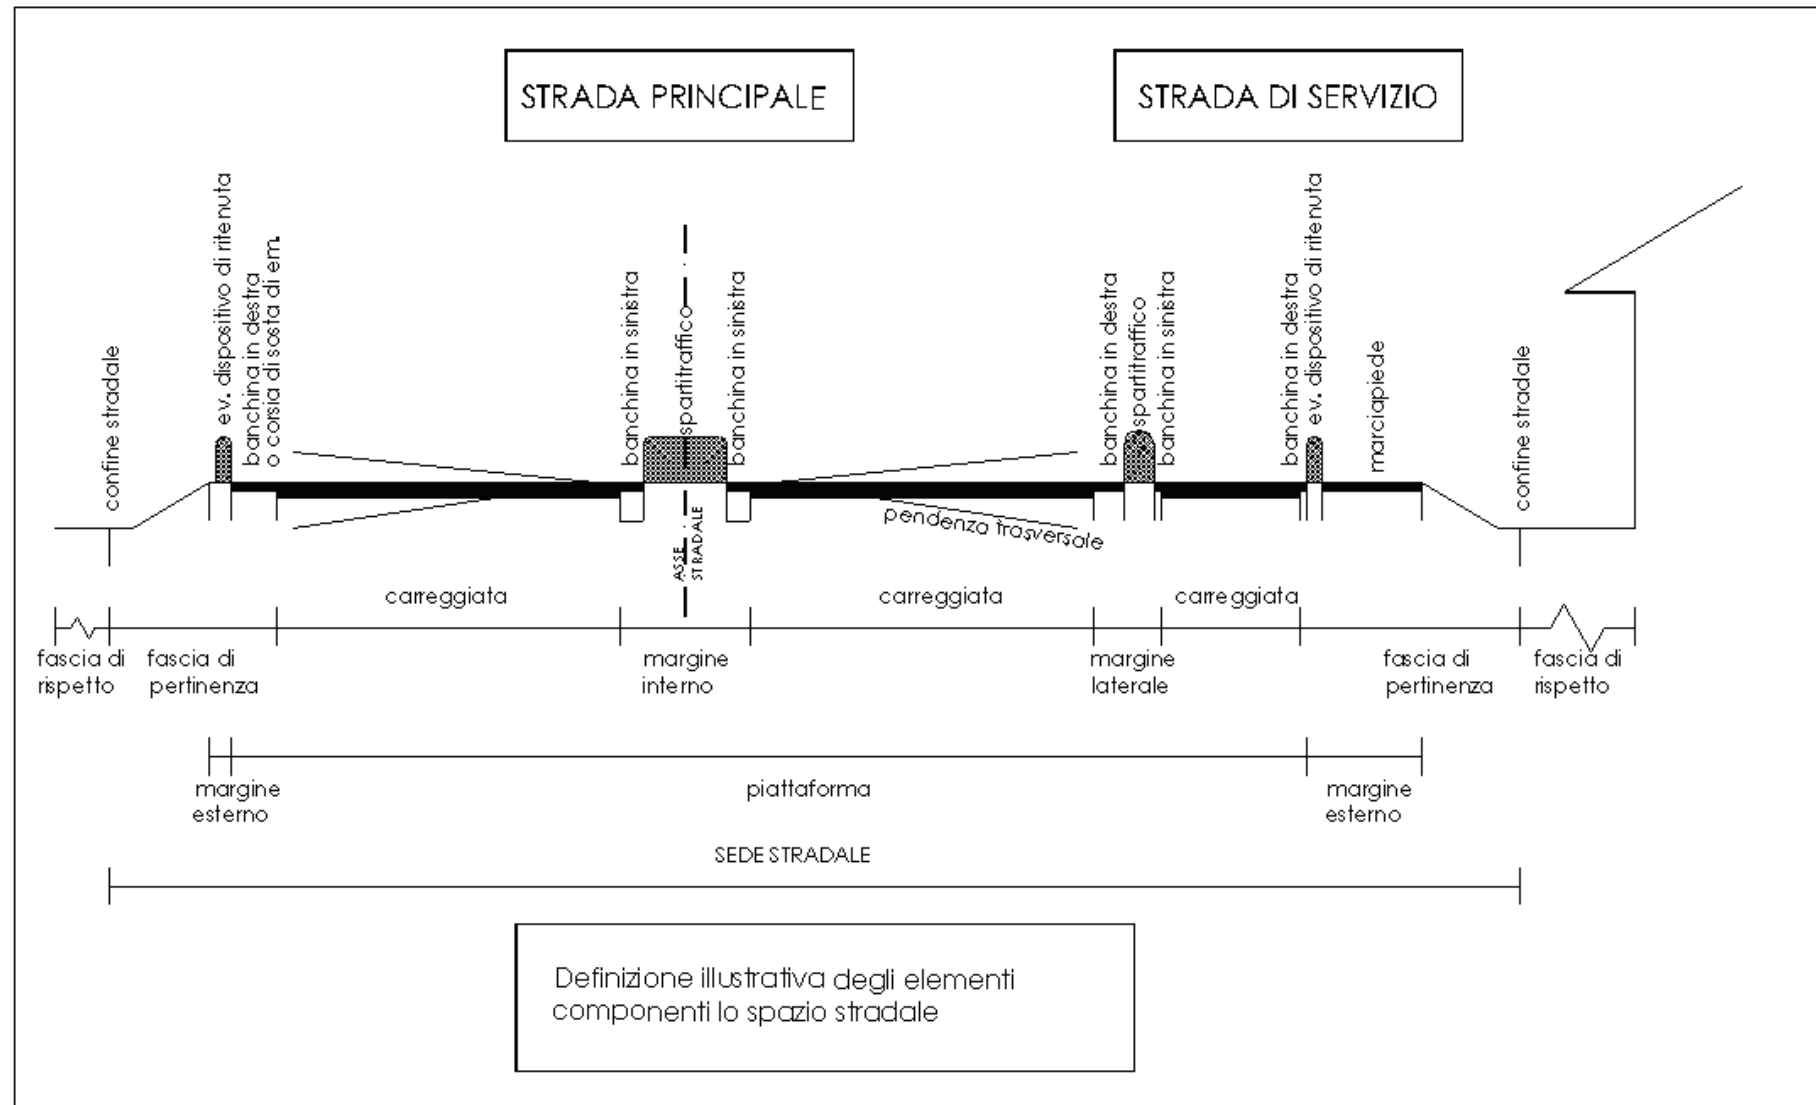 STRADA PRINCIPALE
STRADA DI SERVIZIO
confine stradale
ev. dispositivo di ritenuta
banchina in destra
o corsia di sosta di em.
banchina in sinistra
spartitraffico
banchina in sinistra
banchina in destra
spartitraffico
banchina in sinistra
banchina in destra
ev. dispositivo di ritenuta
marciapiede
confine stradale
pendenza trasversale
ASSE
STRADALE
carreggiata
carreggiata
carreggiata
fascia di
rispetto
fascia di
pertinenza
margine
interno
margine
laterale
fascia di
pertinenza
fascia di
rispetto
margine
esterno
piattaforma
margine
esterno
SEDE STRADALE
Definizione illustrativa degli elementi
componenti lo spazio stradale